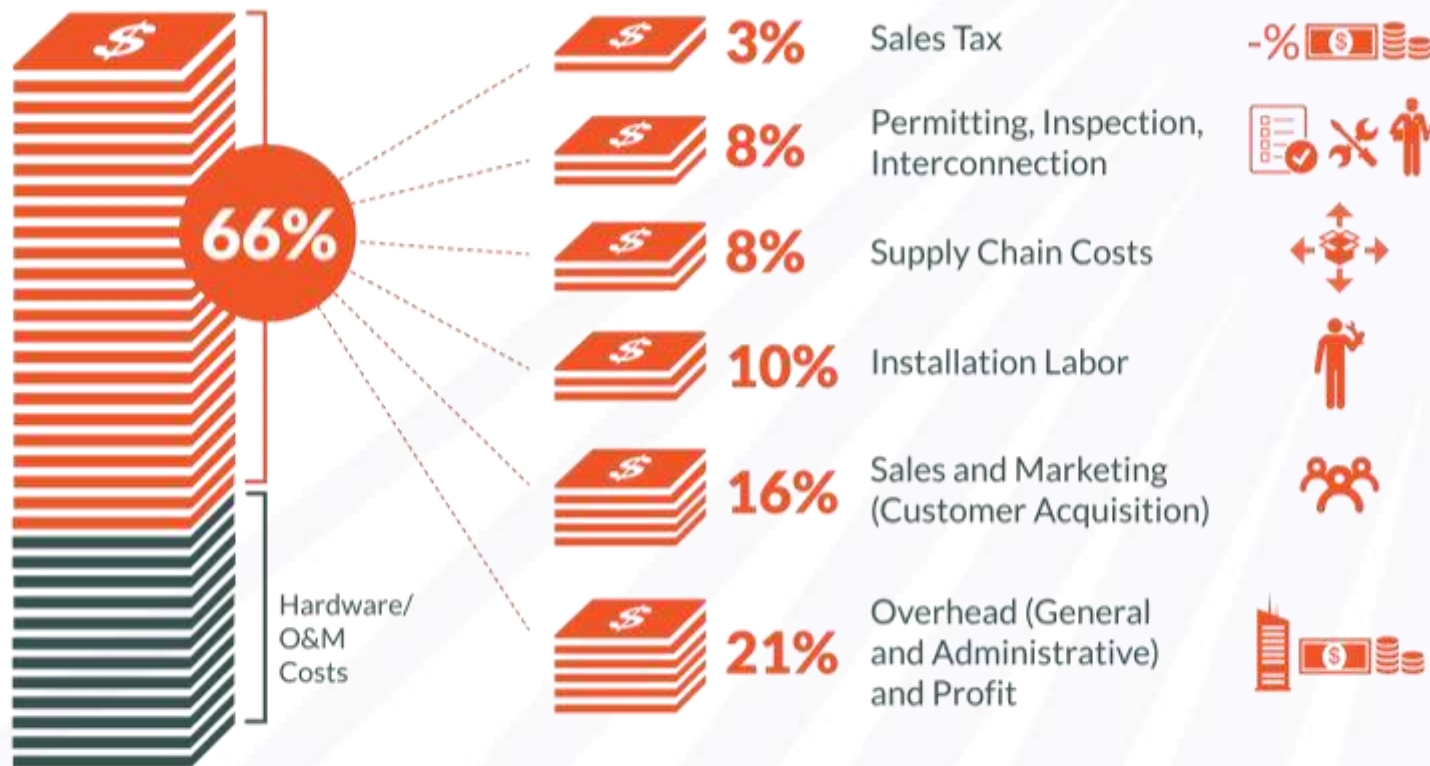 66%
Hardware/
O&M
Costs
3%
Sales Tax
-%
8%
Permitting, Inspection,
Interconnection
8%
Supply Chain Costs
10%
Installation Labor
16%
Sales and Marketing
(Customer Acquisition)
21%
Overhead (General
and Administrative)
and Profit